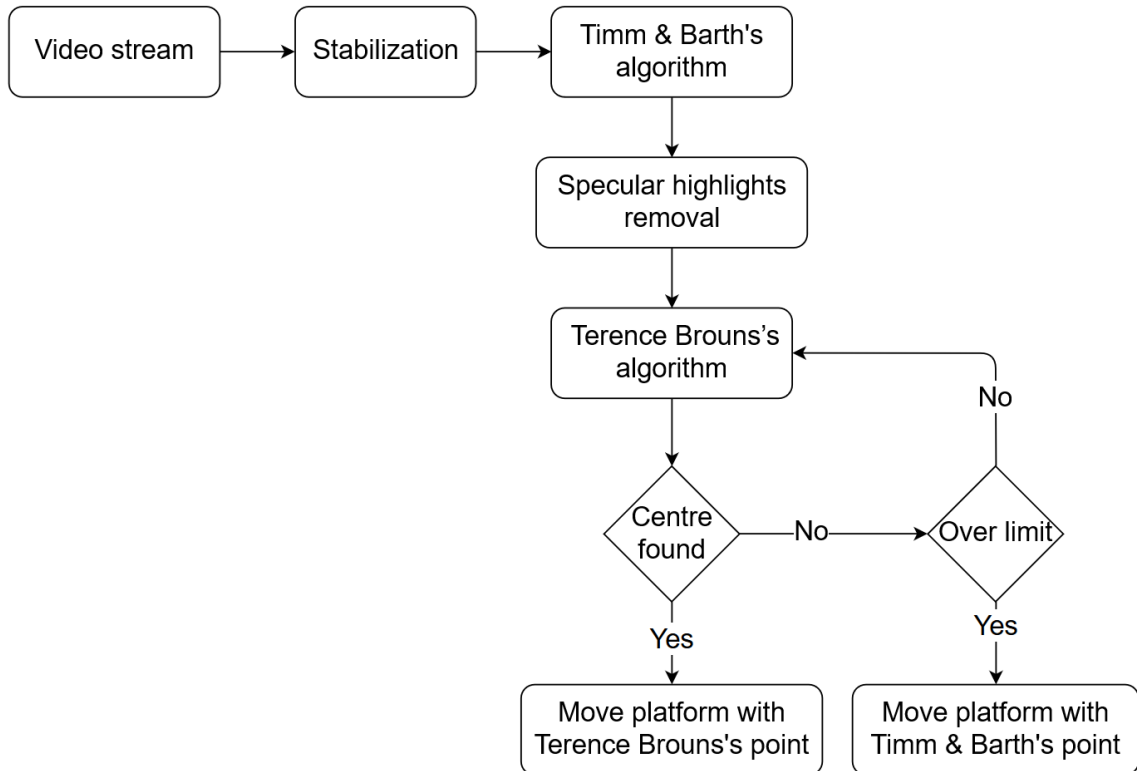 Video stream
Stabilization
Timm & Barth's
algorithm
Specular highlights
removal
Terence Brouns’s
algorithm
No
Centre
found
No
Over limit
Yes
Yes
Move platform with
Terence Brouns's point
Move platform with
Timm & Barth's point